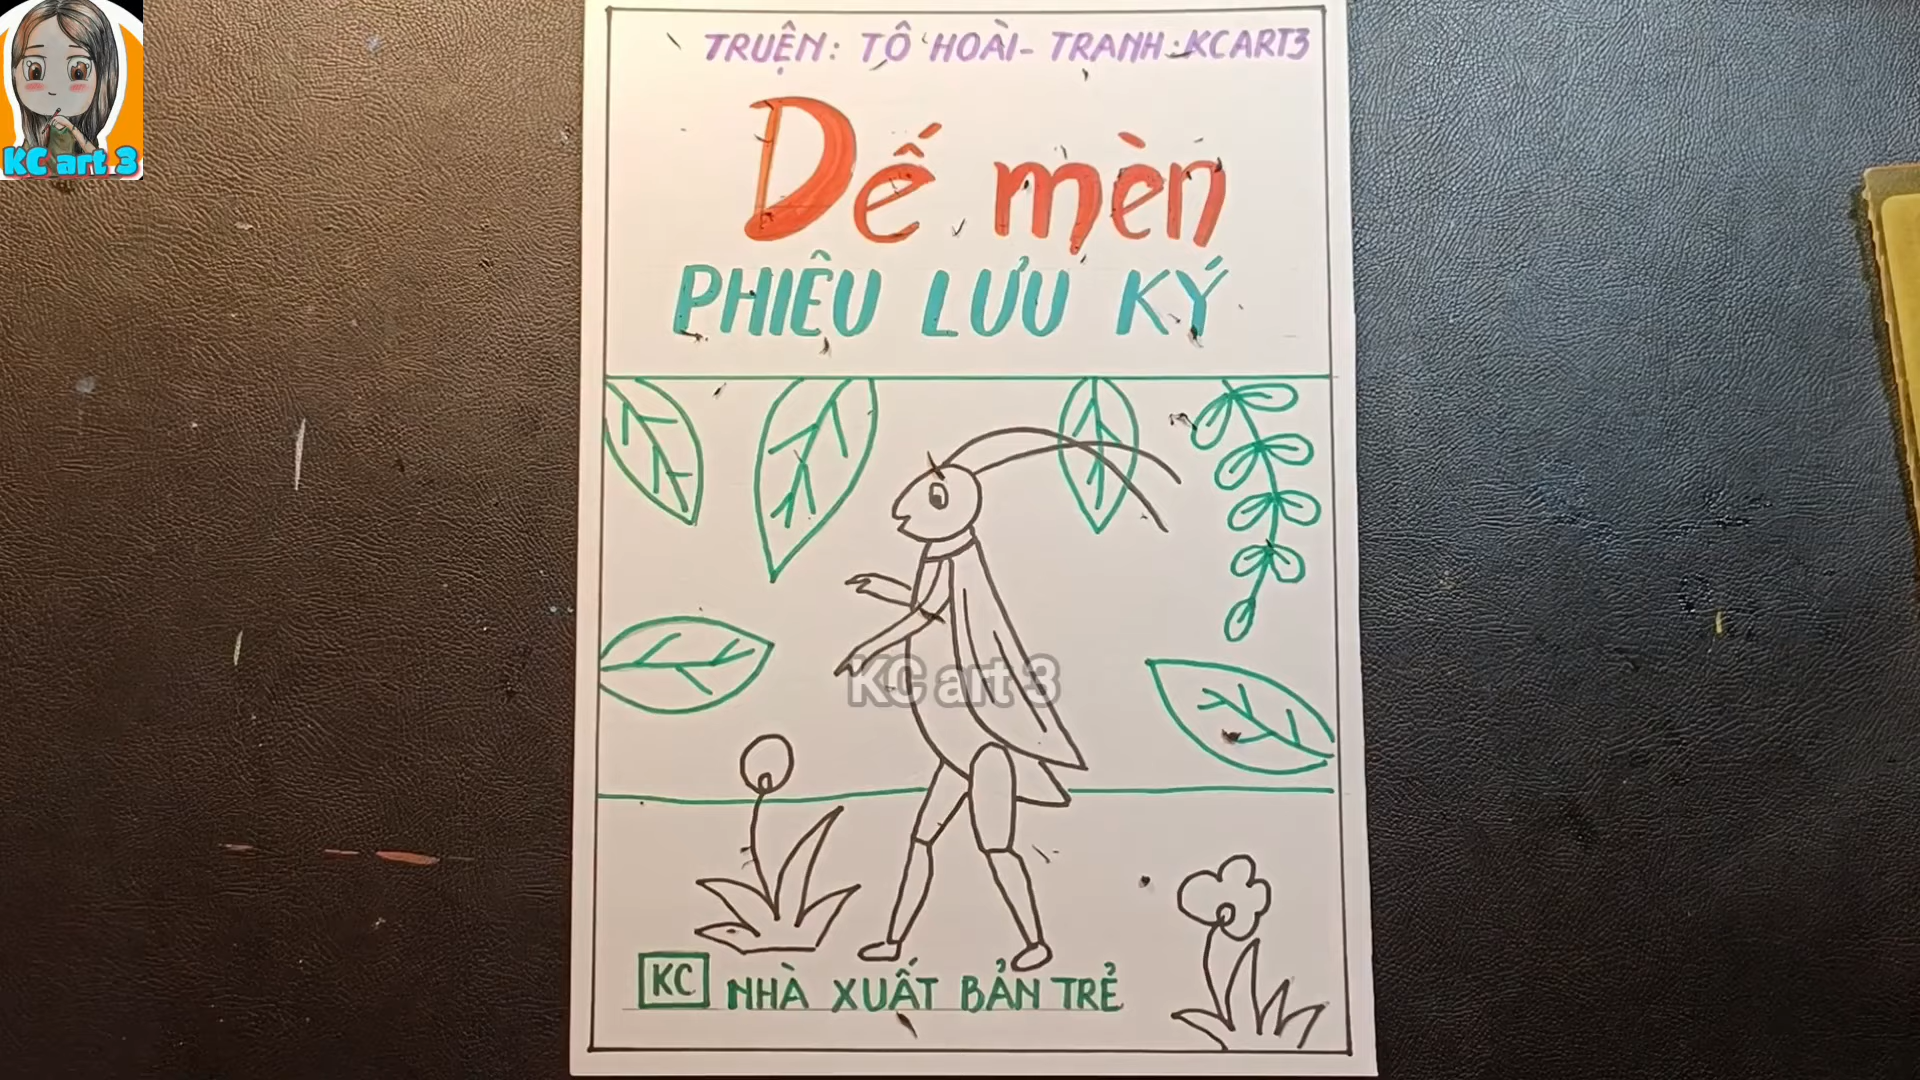 KC art 3
TRUYỆN: TÔ HOÀI- TRANH: KCART3
Dế mèn
PHIÊU LƯU KÝ
KC art 3
KC NHÀ XUẤT BẢN TRẺ